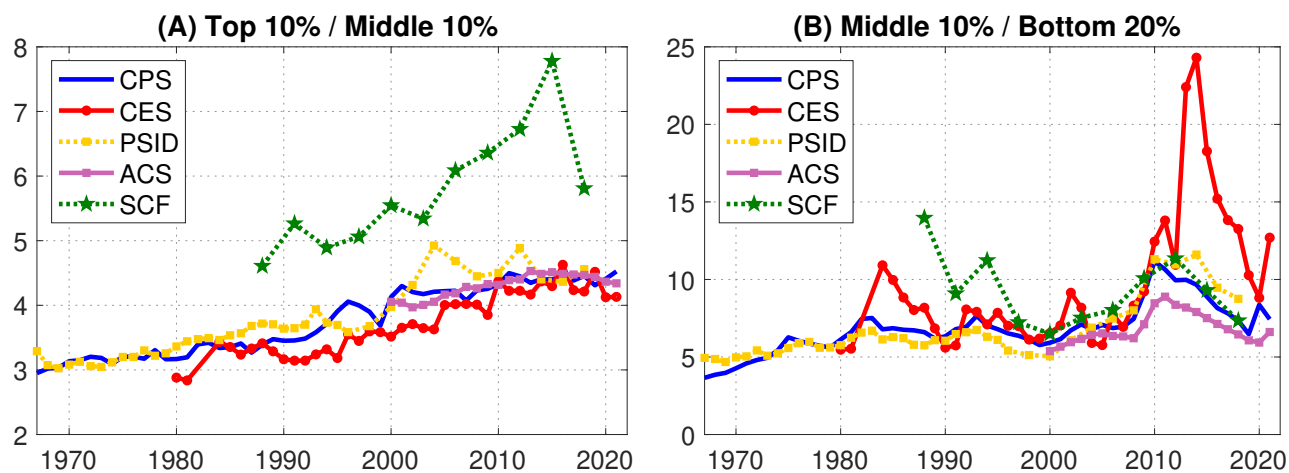 (A) Top 10% / Middle 10%
8
7
6
5
4
3
2
CPS
CES
PSID
ACS
SCF
1970
1980
1990
2000
2010
2020
(B) Middle 10% / Bottom 20%
25
20
15
10
5
0
CPS
CES
PSID
ACS
SCF
1970
1980
1990
2000
2010
2020